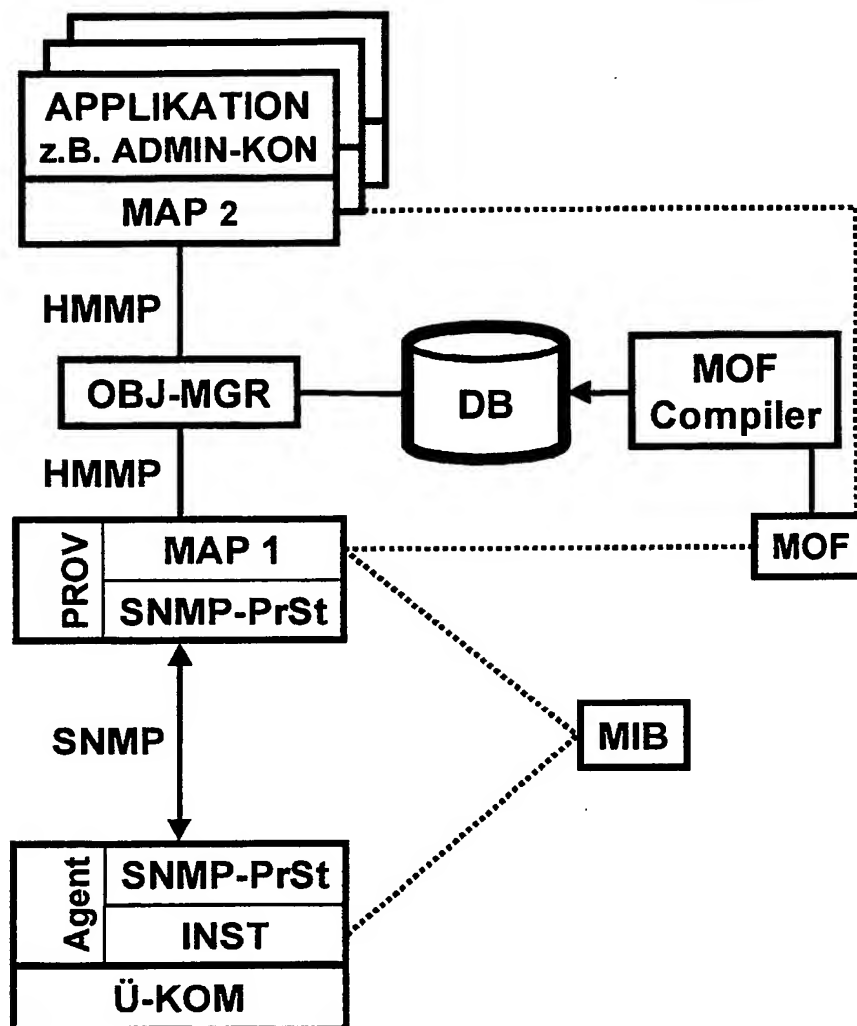 APPLIKATION
z.B. ADMIN-KON
MAP 2
HMMP
OBJ-MGR
DB
MOF
Compiler
HMMP
PROV
MAP 1
SNMP-PrSt
MOF
SNMP
MIB
Agent
SNMP-PrSt
INST
Ü-KOM